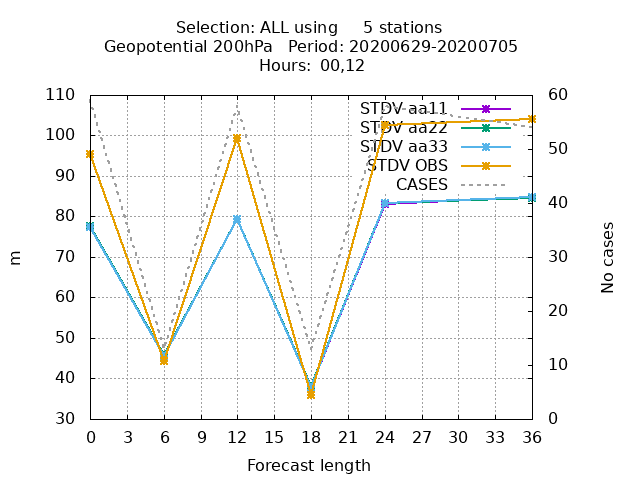 Selection: ALL using     5 stations
Geopotential 200hPa   Period: 20200629-20200705
Hours: 00,12
STDV aa11
STDV aa22
STDV aa33
STDV OBS
CASES
110
100
90
80
70
60
50
40
30
60
50
40
30
20
10
0
m
No cases
0 3 6 9 12 15 18 21 24 27 30 33 36
Forecast length